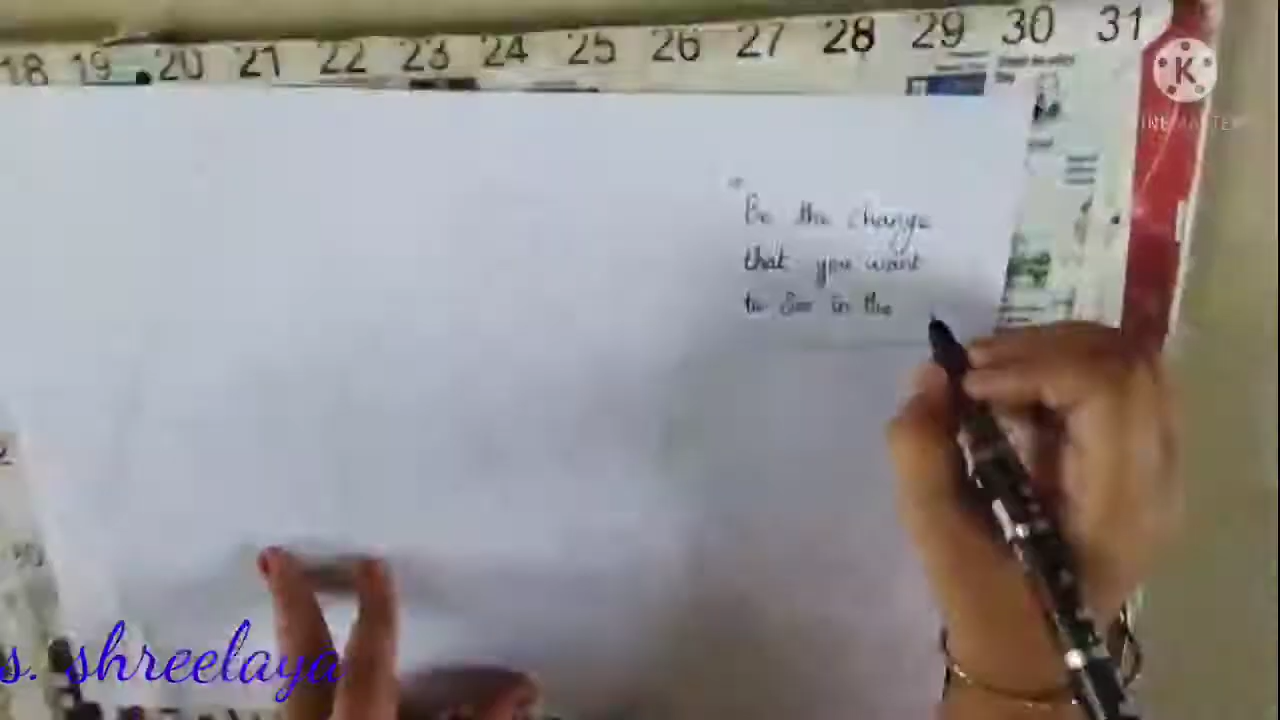 18 19 20 21 22 23 24 25 26 27 28 29 30 31
K
KINEMASTER
"
Be the change
that you want
to See in the
s. shreelaya